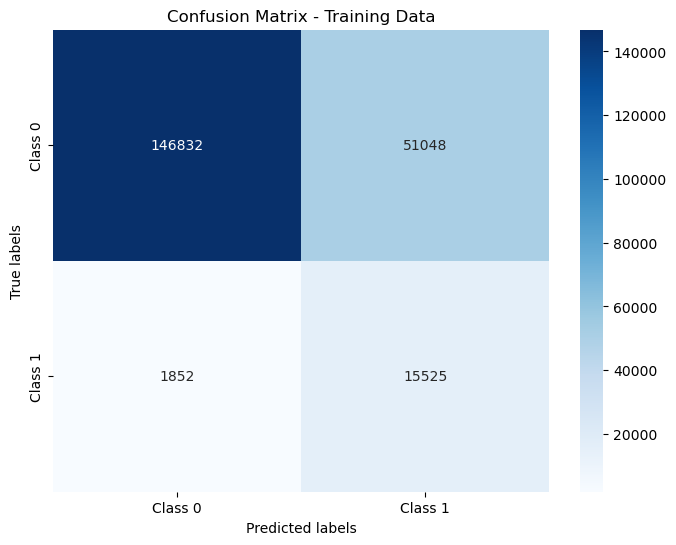 Confusion Matrix - Training Data
Class 0
146832
51048
Class 1
1852
15525
True labels
Class 0
Class 1
Predicted labels
140000
120000
100000
80000
60000
40000
20000